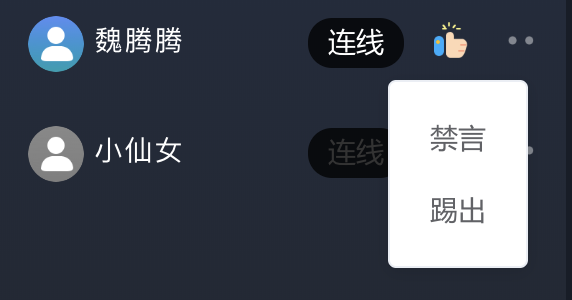 魏腾腾 连线
禁言
小仙女 连线
踢出